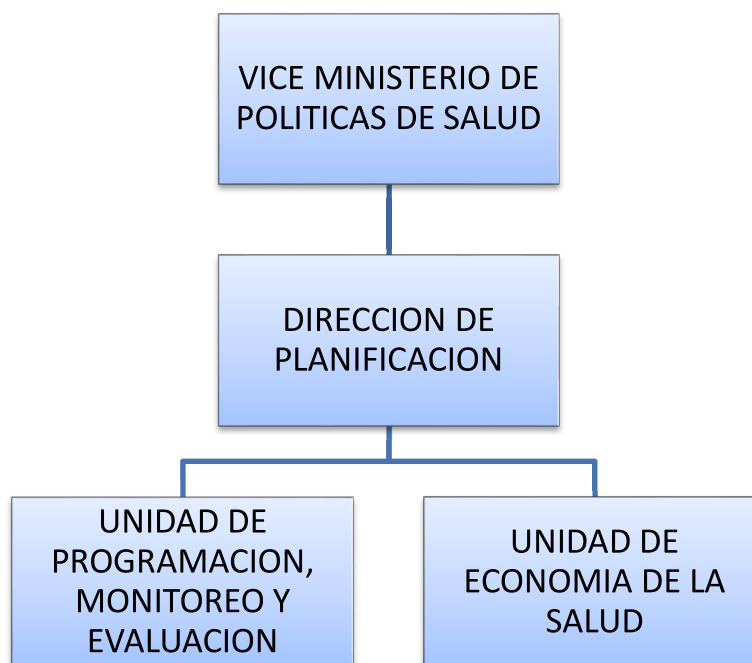 VICE MINISTERIO DE
POLITICAS DE SALUD
DIRECCION DE
PLANIFICACION
UNIDAD DE
PROGRAMACION,
MONITOREO Y
EVALUACION
UNIDAD DE
ECONOMIA DE LA
SALUD